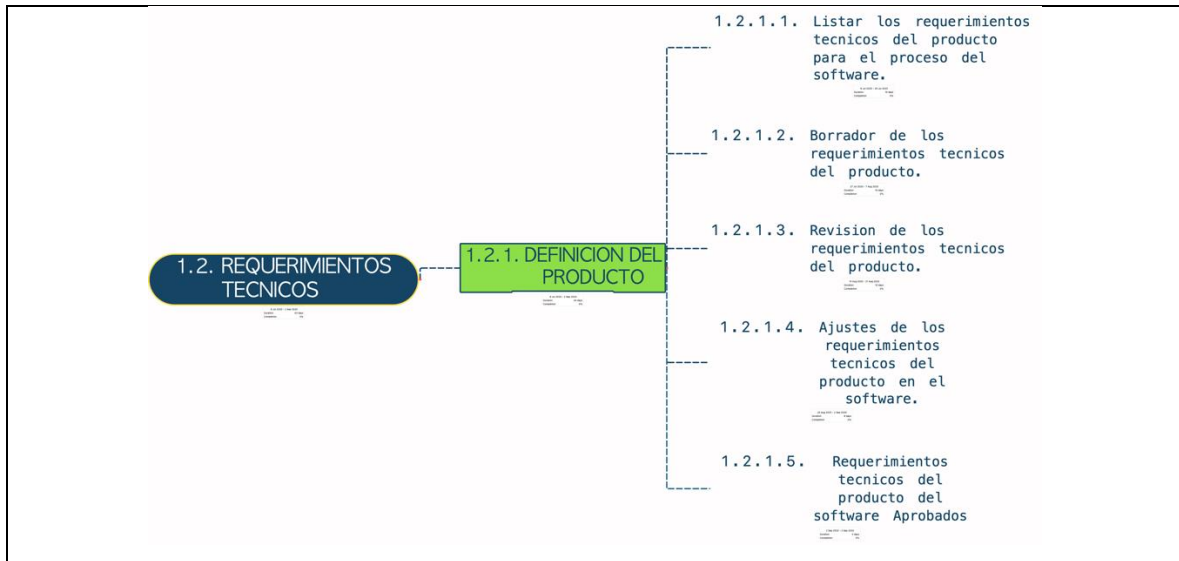 1.2. REQUERIMIENTOS
TECNICOS
1.2.1. DEFINICION DEL
PRODUCTO
1.2.1.1. Listar los requerimientos
tecnicos del producto
para el proceso del
software.
1.2.1.2. Borrador de los
requerimientos tecnicos
del producto.
1.2.1.3. Revision de los
requerimientos tecnicos
del producto.
1.2.1.4. Ajustes de los
requerimientos
tecnicos del
producto en el
software.
1.2.1.5. Requerimientos
tecnicos del
producto del
software Aprobados